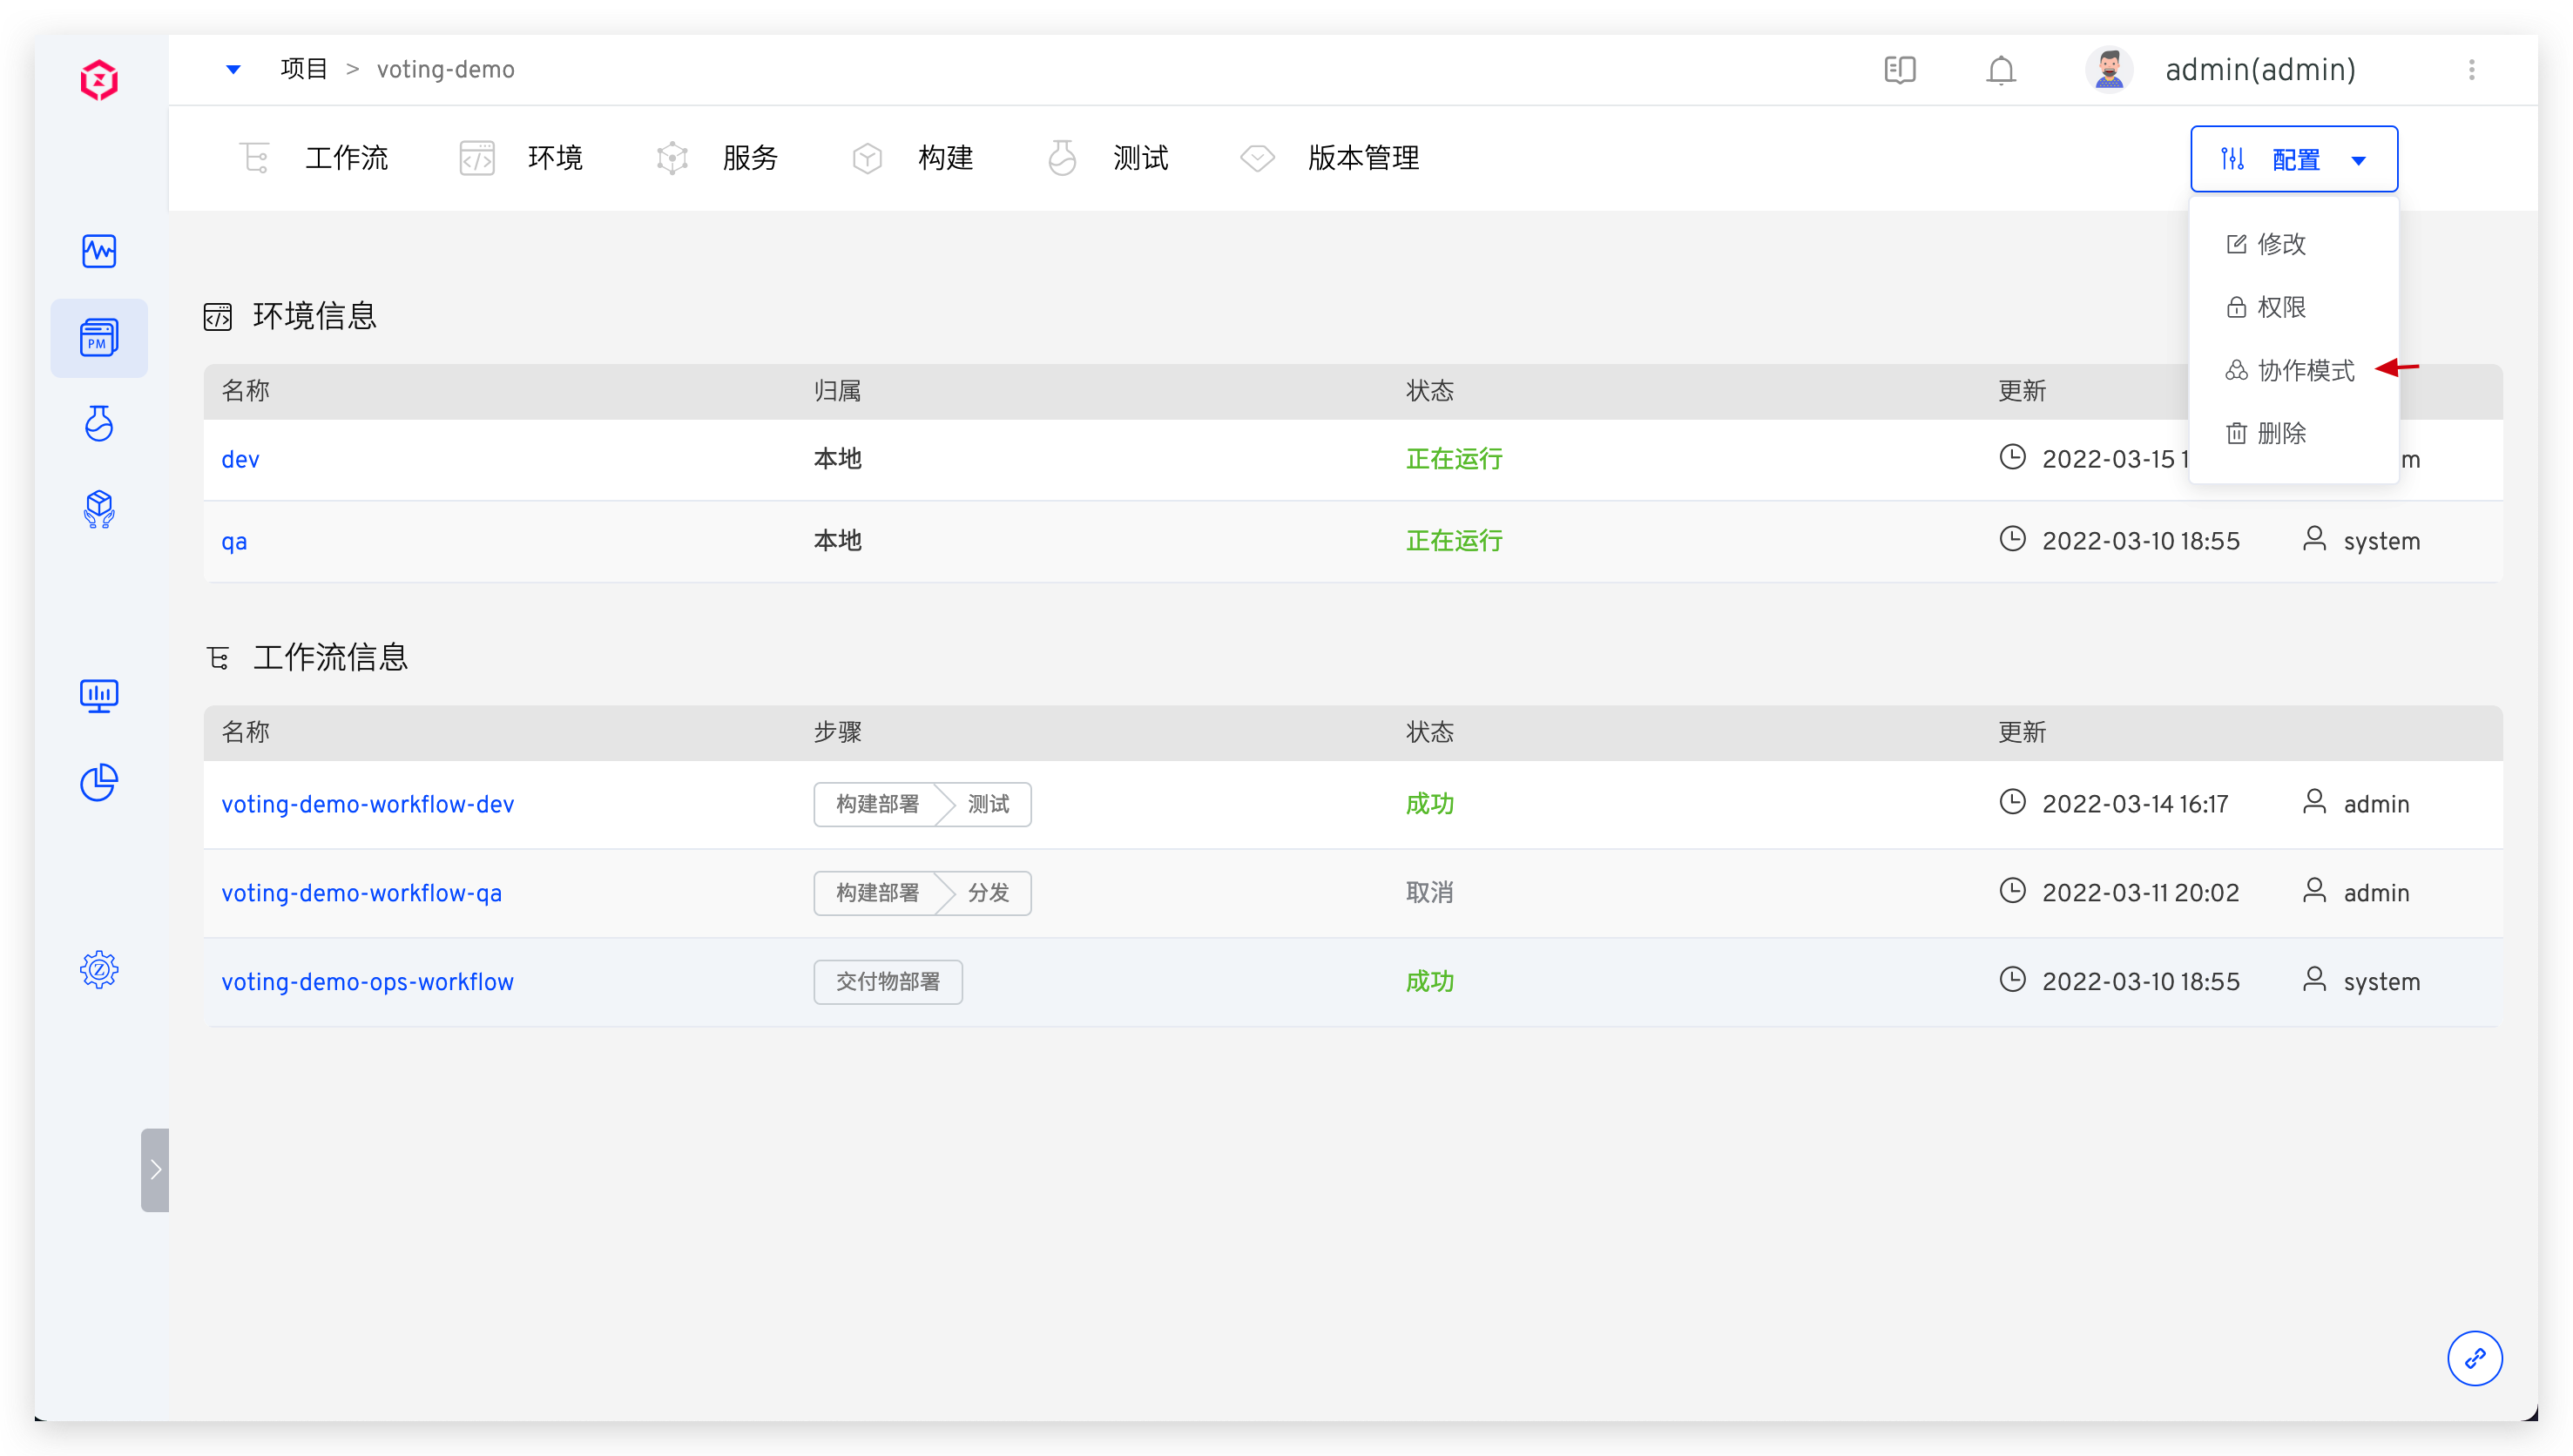 项目 > voting-demo
admin(admin)
工作流 环境 服务 构建 测试 版本管理
配置
修改
权限
协作模式
删除
PM
环境信息
名称 归属 状态 更新
dev 本地 正在运行 2022-03-15 1 m
qa 本地 正在运行 2022-03-10 18:55 system
工作流信息
名称 步骤 状态 更新
voting-demo-workflow-dev 构建部署 测试 成功 2022-03-14 16:17 admin
voting-demo-workflow-qa 构建部署 分发 取消 2022-03-11 20:02 admin
voting-demo-ops-workflow 交付物部署 成功 2022-03-10 18:55 system